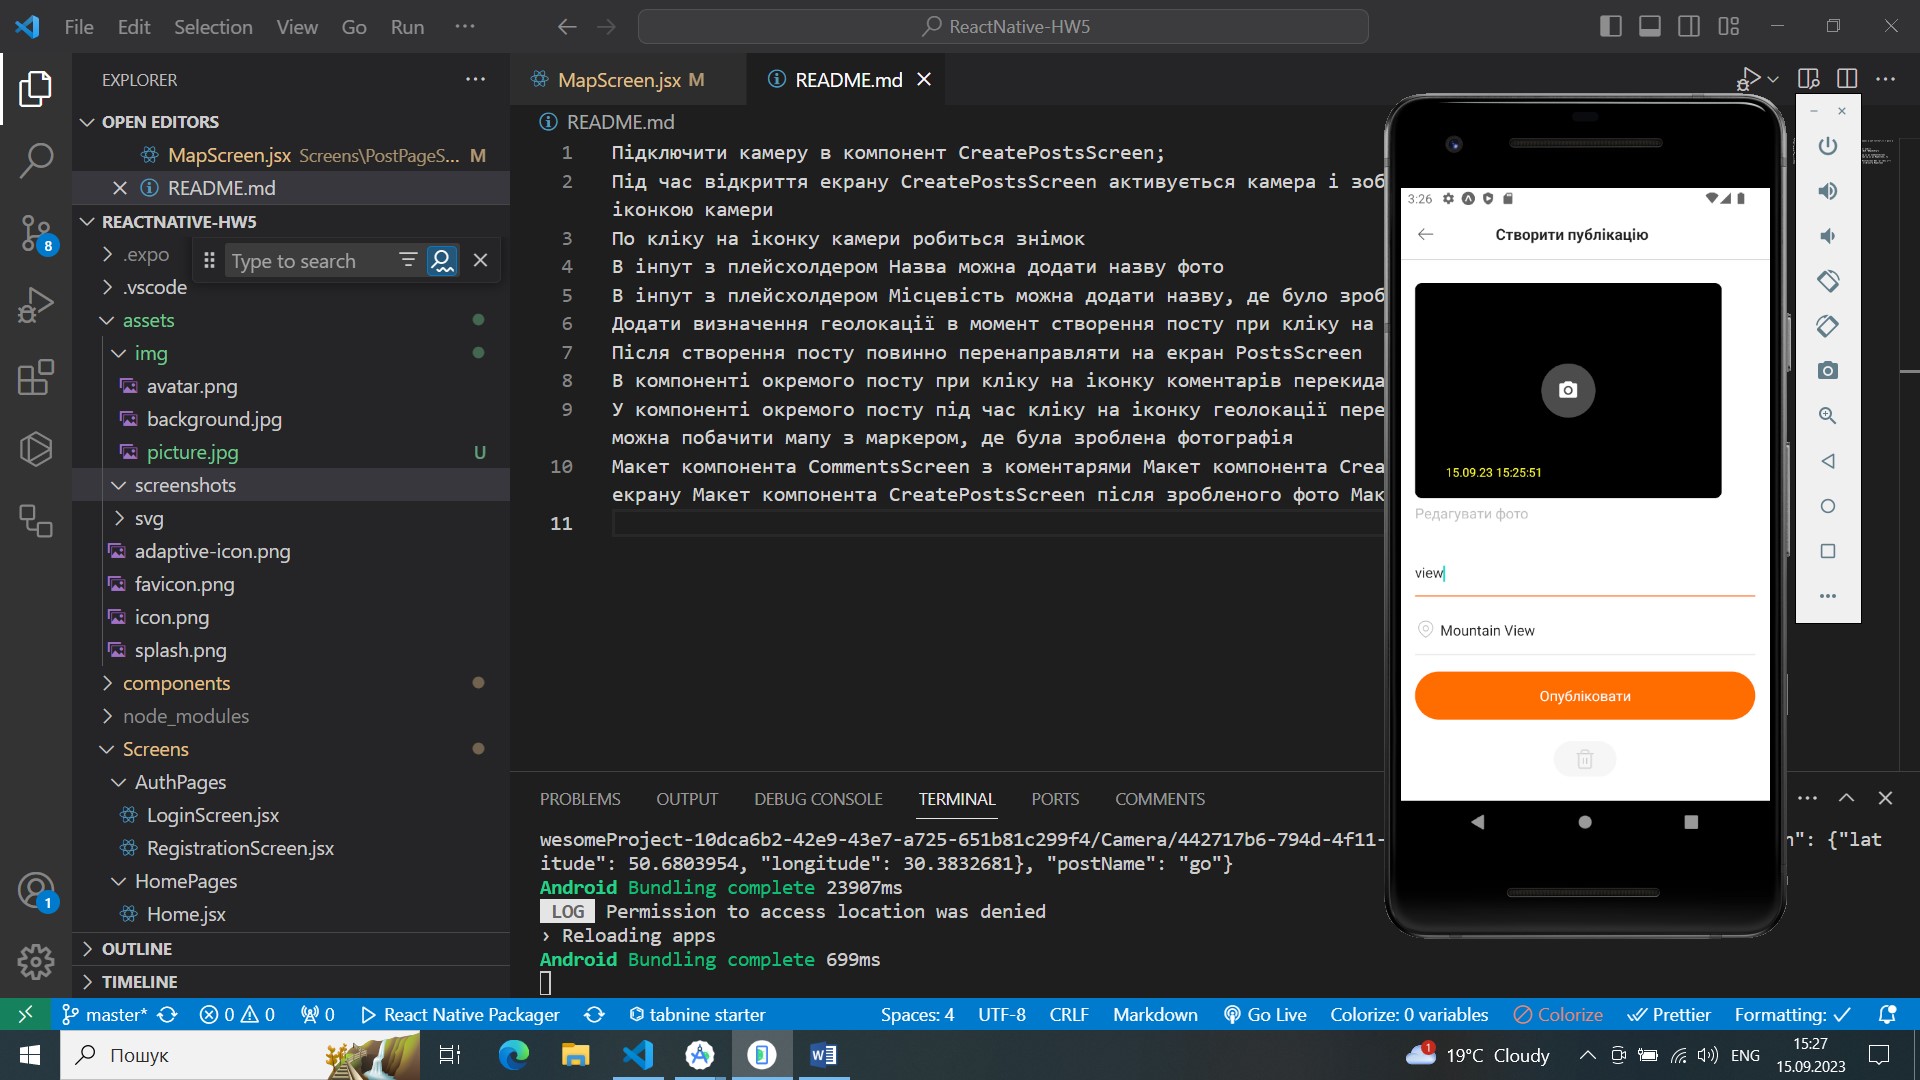 File Edit Selection View Go Run ···
ReactNative-HW5
EXPLORER
OPEN EDITORS
MapScreen.jsx Screens\PostPageS... M
README.md
REACTNATIVE-HW5
.expo
Type to search
.vscode
assets
img
avatar.png
background.jpg
picture.jpg U
screenshots
svg
adaptive-icon.png
favicon.png
icon.png
splash.png
components
node_modules
Screens
AuthPages
LoginScreen.jsx
RegistrationScreen.jsx
HomePages
Home.jsx
OUTLINE
TIMELINE
8
1
MapScreen.jsx M
README.md
README.md
1 Підключити камеру в компонент CreatePostsScreen;
2 Під час відкриття екрану CreatePostsScreen активується камера і зоб
іконкою камери
3 По кліку на іконку камери робиться знімок
4 В інпут з плейсхолдером Назва можна додати назву фото
5 В інпут з плейсхолдером Місцевість можна додати назву, де було зроб
6 Додати визначення геолокації в момент створення посту при кліку на
7 Після створення посту повинно перенаправляти на екран PostsScreen
8 В компоненті окремого посту при кліку на іконку коментарів перекида
9 У компоненті окремого посту під час кліку на іконку геолокації пере
можна побачити мапу з маркером, де була зроблена фотографія
10 Макет компонента CommentsScreen з коментарями Макет компонента Crea
екрану Макет компонента CreatePostsScreen після зробленого фото Мак
11
PROBLEMS OUTPUT DEBUG CONSOLE TERMINAL PORTS COMMENTS
wesomeProject-10dca6b2-42e9-43e7-a725-651b81c299f4/Camera/442717b6-794d-4f11- n": {"lat
itude": 50.6803954, "longitude": 30.3832681}, "postName": "go"}
Android Bundling complete 23907ms
LOG Permission to access location was denied
› Reloading apps
Android Bundling complete 699ms
3:26
Створити публікацію
15.09.23 15:25:51
Редагувати фото
view
Mountain View
Опубліковати
master* 0 0 0 React Native Packager tabnine starter Spaces: 4 UTF-8 CRLF Markdown Go Live Colorize: 0 variables Colorize Prettier Formatting:
Пошук
1 19°C Cloudy ENG
15:27
15.09.2023